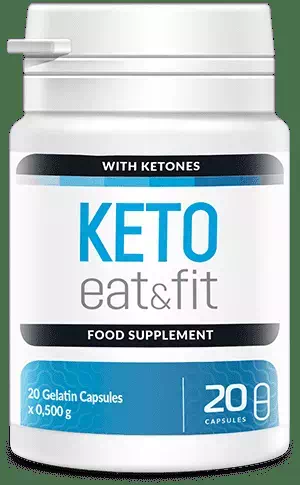 WITH KETONES
KETO
eat&fit
FOOD SUPPLEMENT
20 Gelatin Capsules
x 0,500 g
20
CAPSULES